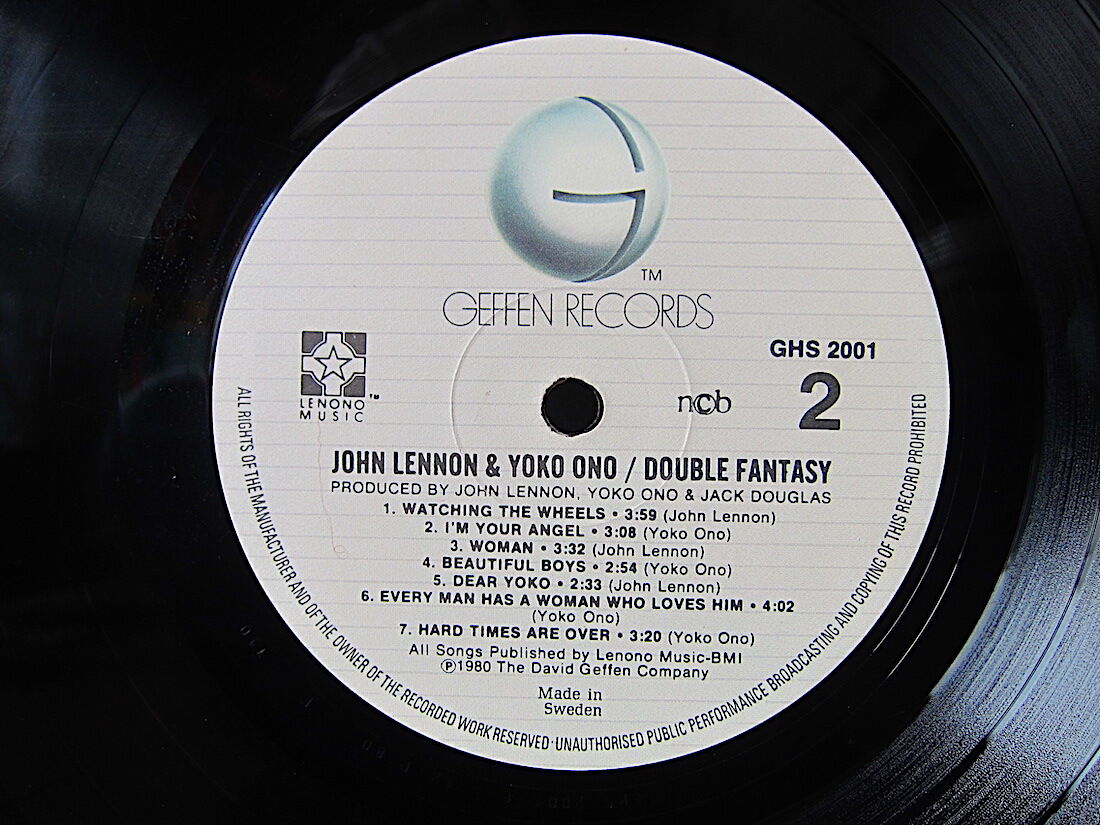 TM
GEFFEN RECORDS
GHS 2001
2
LENONO
MUSIC
TM
ncb
JOHN LENNON & YOKO ONO / DOUBLE FANTASY
PRODUCED BY JOHN LENNON, YOKO ONO & JACK DOUGLAS
1. WATCHING THE WHEELS • 3:59 (John Lennon)
2. I'M YOUR ANGEL • 3:08 (Yoko Ono)
3. WOMAN • 3:32 (John Lennon)
4. BEAUTIFUL BOYS • 2:54 (Yoko Ono)
5. DEAR YOKO • 2:33 (John Lennon)
6. EVERY MAN HAS A WOMAN WHO LOVES HIM • 4:02
(Yoko Ono)
7. HARD TIMES ARE OVER • 3:20 (Yoko Ono)
All Songs Published by Lenono Music-BMI
℗1980 The David Geffen Company
Made in
Sweden
ALL RIGHTS OF THE MANUFACTURER AND OF THE OWNER OF THE RECORDED WORK RESERVED·UNAUTHORISED PUBLIC PERFORMANCE BROADCASTING AND COPYING OF THIS RECORD PROHIBITED